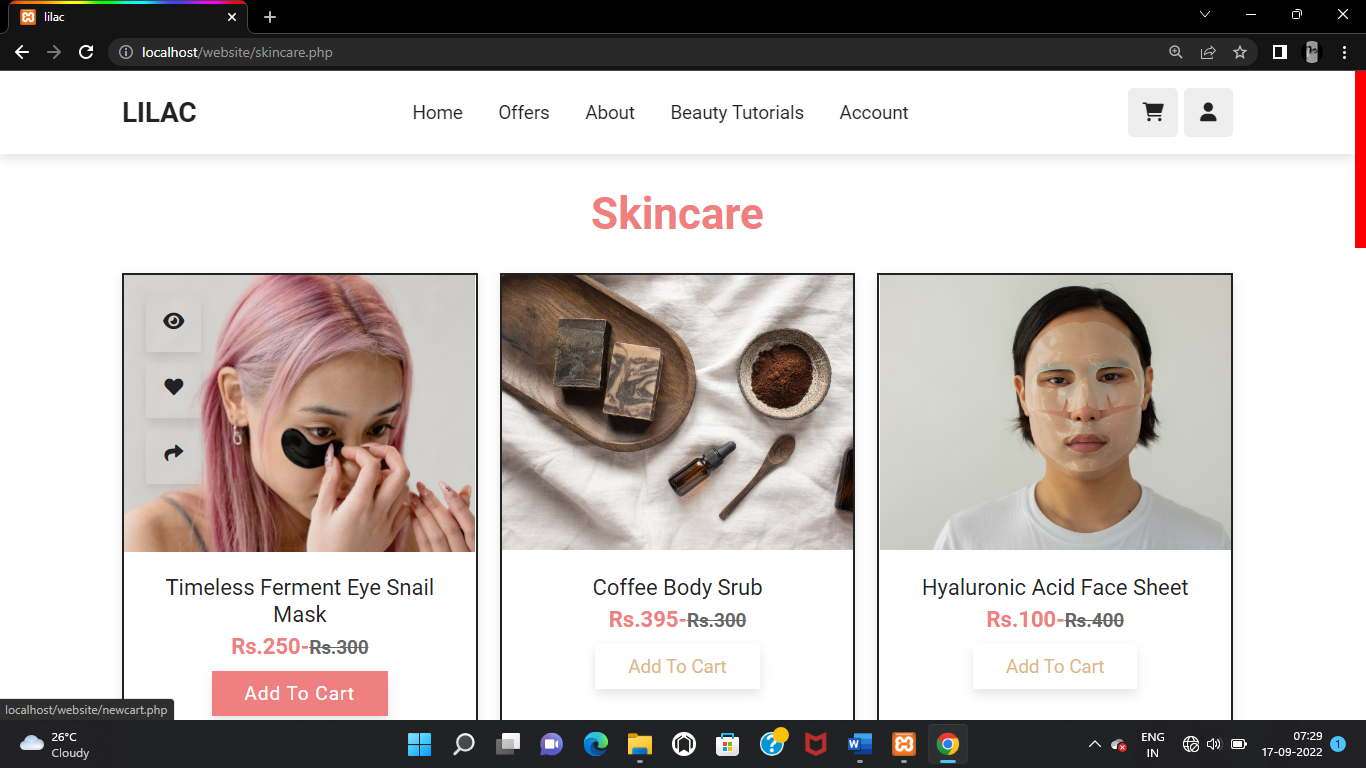 lilac
localhost/website/skincare.php
LILAC
Home
Offers
About
Beauty Tutorials
Account
Skincare
Timeless Ferment Eye Snail
Mask
Rs.250-Rs.300
Add To Cart
Coffee Body Srub
Rs.395-Rs.300
Add To Cart
Hyaluronic Acid Face Sheet
Rs.100-Rs.400
Add To Cart
localhost/website/newcart.php
26°C
Cloudy
ENG
IN
07:29
17-09-2022
1